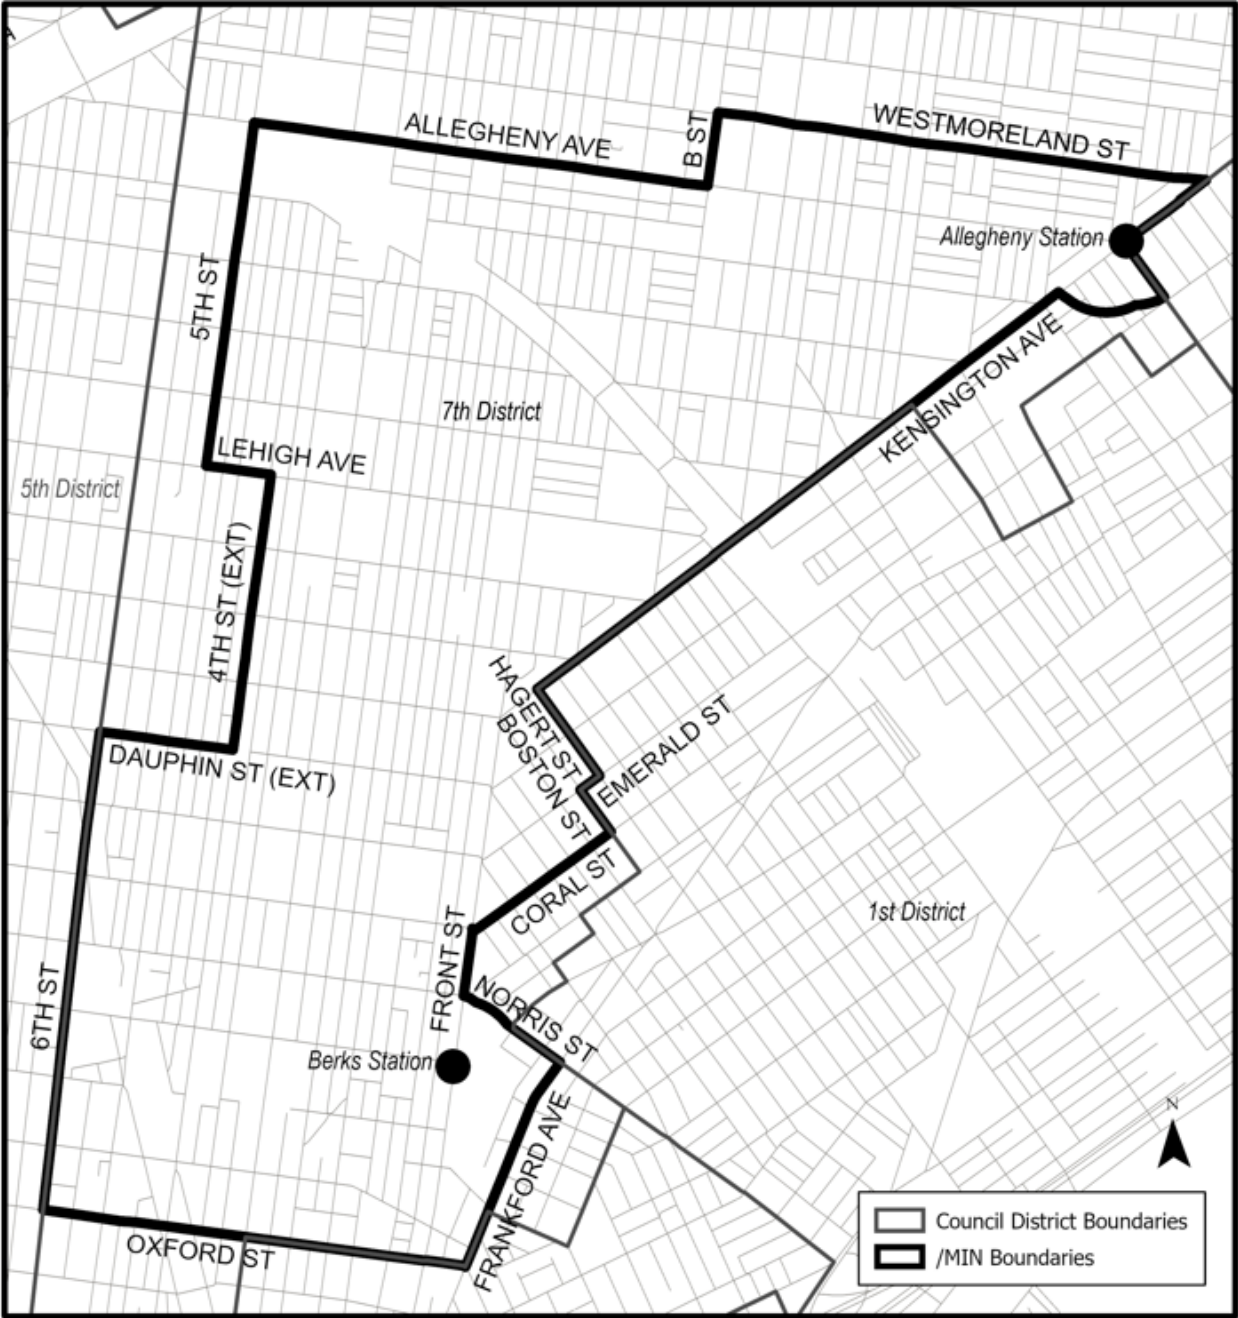 ALLEGHENY AVE
B ST
WESTMORELAND ST
Allegheny Station
5TH ST
KENSINGTON AVE
7th District
LEHIGH AVE
5th District
4TH ST (EXT)
HAGERT ST
BOSTON ST
EMERALD ST
DAUPHIN ST (EXT)
CORAL ST
1st District
FRONT ST
NORRIS ST
6TH ST
Berks Station
FRANKFORD AVE
N
OXFORD ST
Council District Boundaries
/MIN Boundaries